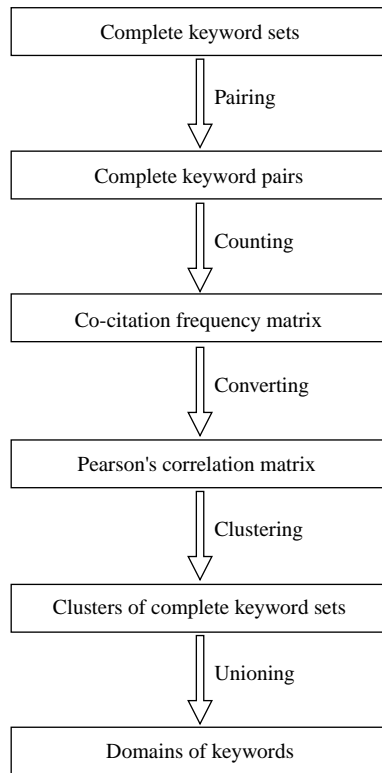 Complete keyword sets
Pairing
Complete keyword pairs
Counting
Co-citation frequency matrix
Converting
Pearson's correlation matrix
Clustering
Clusters of complete keyword sets
Unioning
Domains of keywords